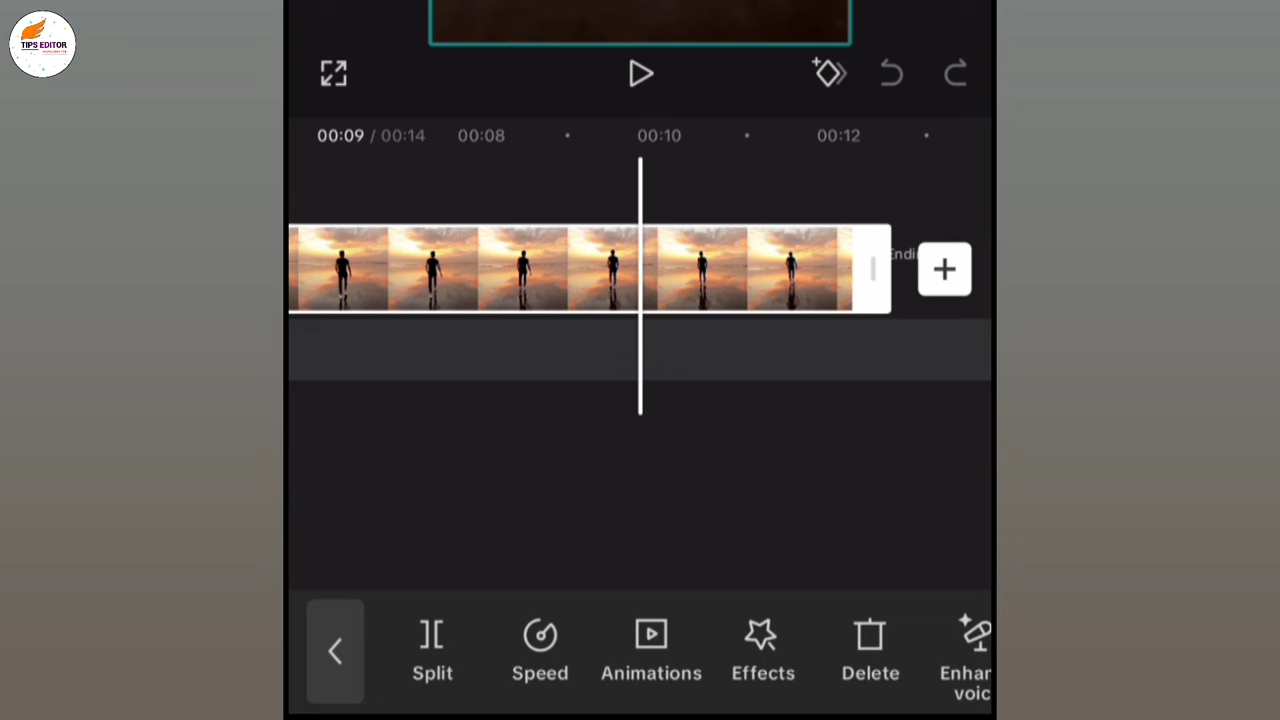 TIPS EDITOR
00:09 / 00:14 00:08 00:10 00:12
Endi
Split Speed Animations Effects Delete Enhan
voic